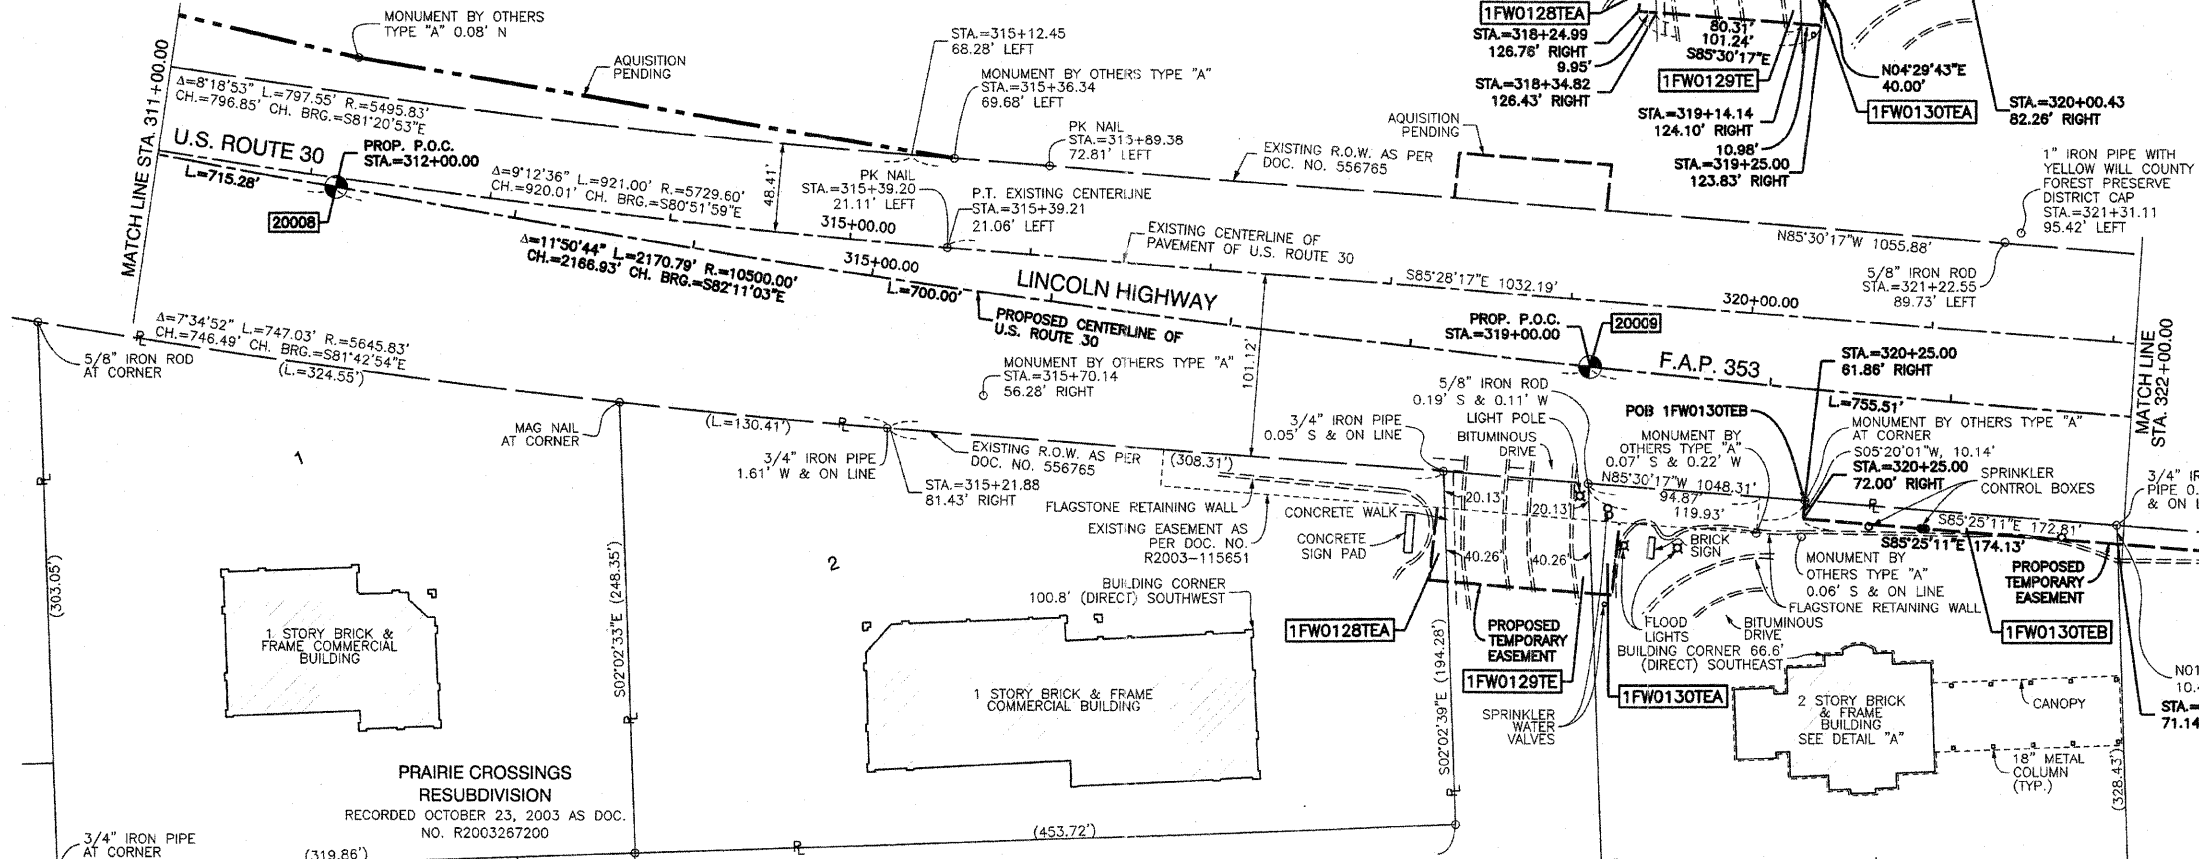 MONUMENT BY OTHERS
TYPE "A" 0.08' N
AQUISITION
PENDING
STA.=315+12.45
68.28' LEFT
MONUMENT BY OTHERS TYPE "A"
STA.=315+36.34
69.68' LEFT
PK NAIL
STA.=315+89.38
72.81' LEFT
AQUISITION
PENDING
EXISTING R.O.W. AS PER
DOC. NO. 556765
1FW0128TEA
STA.=318+24.99
126.76' RIGHT
9.95'
STA.=318+34.82
126.43' RIGHT
80.31'
101.24'
S85°30'17"E
1FW0129TE
STA.=319+14.14
124.10' RIGHT
10.98'
STA.=319+25.00
123.83' RIGHT
N04°29'43"E
40.00'
1FW0130TEA
STA.=320+00.43
82.26' RIGHT
1" IRON PIPE WITH
YELLOW WILL COUNTY
FOREST PRESERVE
DISTRICT CAP
STA.=321+31.11
95.42' LEFT
MATCH LINE STA. 311+00.00
Δ=8°18'53" L.=797.55' R.=5495.83'
CH.=796.85' CH. BRG.=S81°20'53"E
U.S. ROUTE 30
L.=715.28'
PROP. P.O.C.
STA.=312+00.00
20008
Δ=9°12'36" L.=921.00' R.=5729.60'
CH.=920.01' CH. BRG.=S80°51'59"E
48.41'
PK NAIL
STA.=315+39.20
21.11' LEFT
P.T. EXISTING CENTERLINE
STA.=315+39.21
21.06' LEFT
315+00.00
EXISTING CENTERLINE OF
PAVEMENT OF U.S. ROUTE 30
N85°30'17"W 1055.88'
5/8" IRON ROD
STA.=321+22.55
89.73' LEFT
Δ=11°50'44" L.=2170.79' R.=10500.00'
CH.=2166.93' CH. BRG.=S82°11'03"E
315+00.00
L.=700.00'
LINCOLN HIGHWAY
S85°28'17"E 1032.19'
320+00.00
PROPOSED CENTERLINE OF
U.S. ROUTE 30
101.12'
PROP. P.O.C.
STA.=319+00.00
20009
F.A.P. 353
STA.=320+25.00
61.86' RIGHT
MATCH LINE
STA. 322+00.00
L.=755.51'
Δ=7°34'52" L.=747.03' R.=5645.83'
CH.=746.49' CH. BRG.=S81°42'54"E
(L.=324.55')
5/8" IRON ROD
AT CORNER
MAG NAIL
AT CORNER
(L.=130.41')
3/4" IRON PIPE
1.61' W & ON LINE
MONUMENT BY OTHERS TYPE "A"
STA.=315+70.14
56.28' RIGHT
EXISTING R.O.W. AS PER
DOC. NO. 556765
STA.=315+21.88
81.43' RIGHT
(308.31')
FLAGSTONE RETAINING WALL
EXISTING EASEMENT AS
PER DOC. NO.
R2003-115651
3/4" IRON PIPE
0.05' S & ON LINE
5/8" IRON ROD
0.19' S & 0.11' W
LIGHT POLE
BITUMINOUS
DRIVE
POB 1FW0130TEB
MONUMENT BY
OTHERS TYPE "A"
0.07' S & 0.22' W
MONUMENT BY OTHERS TYPE "A"
AT CORNER
S05°20'01"W, 10.14'
STA.=320+25.00
72.00' RIGHT
SPRINKLER
CONTROL BOXES
N85°30'17"W 1048.31'
94.87'
119.93'
20.13'
20.13'
40.26'
40.26'
CONCRETE WALK
CONCRETE
SIGN PAD
BRICK
SIGN
S85°25'11"E 172.81'
S85°25'11"E 174.13'
MONUMENT BY
OTHERS TYPE "A"
0.06' S & ON LINE
FLAGSTONE RETAINING WALL
PROPOSED
TEMPORARY
EASEMENT
1FW0130TEB
FLOOD
LIGHTS
BITUMINOUS
DRIVE
BUILDING CORNER 66.6'
(DIRECT) SOUTHEAST
1FW0128TEA
PROPOSED
TEMPORARY
EASEMENT
1FW0129TE
1FW0130TEA
SPRINKLER
WATER
VALVES
1
2
(303.05')
1 STORY BRICK &
FRAME COMMERCIAL
BUILDING
S02°02'33"E (248.35')
BUILDING CORNER
100.8' (DIRECT) SOUTHWEST
1 STORY BRICK & FRAME
COMMERCIAL BUILDING
S02°02'39"E (194.28')
2 STORY BRICK
& FRAME
BUILDING
SEE DETAIL "A"
CANOPY
18" METAL
COLUMN
(TYP.)
(328.43')
3/4" IR
PIPE 0.
& ON L
N01
10.
STA.=
71.14
PRAIRIE CROSSINGS
RESUBDIVISION
RECORDED OCTOBER 23, 2003 AS DOC.
NO. R2003267200
3/4" IRON PIPE
AT CORNER
(319.86')
(453.72')